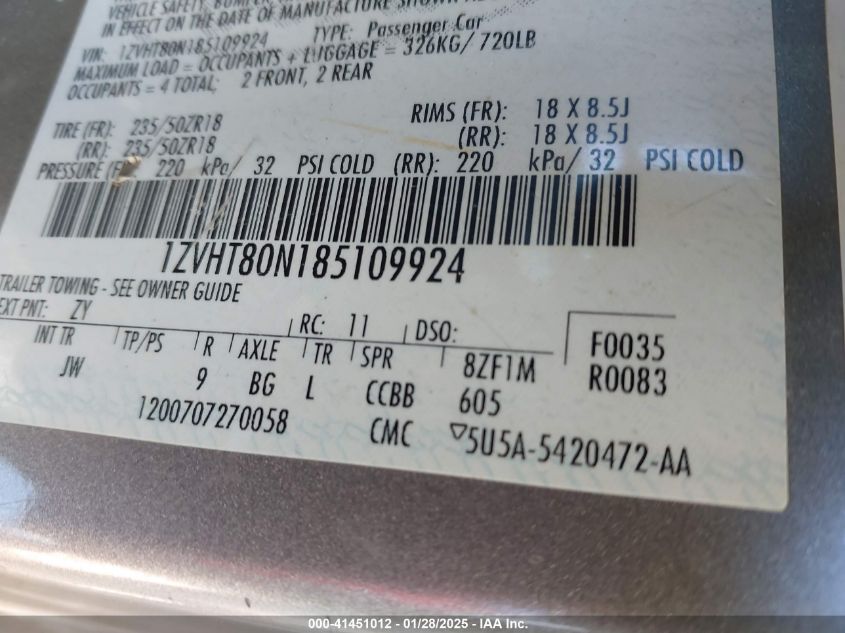 VEHICLE SAFETY, BUMPER,
IN EFFECT ON THE DATE OF MANUFACTURE SHOWN
VIN: 1ZVHT80N185109924 TYPE: Passenger Car
MAXIMUM LOAD = OCCUPANTS + LUGGAGE = 326KG/ 720LB
OCCUPANTS = 4 TOTAL; 2 FRONT, 2 REAR
TIRE (FR): 235/50ZR18 RIMS (FR): 18 X 8.5J
(RR): 235/50ZR18 (RR): 18 X 8.5J
PRESSURE (F 220 kPa/ 32 PSI COLD (RR): 220 kPa/ 32 PSI COLD
1ZVHT80N185109924
TRAILER TOWING - SEE OWNER GUIDE
EXT PNT: ZY RC: 11 DSO: F0035
INT TR TP/PS R AXLE TR SPR 8ZF1M R0083
JW 9 BG L CCBB 605
1200707270058 CMC ▽5U5A-5420472-AA
000-41451012 - 01/28/2025 - IAA Inc.